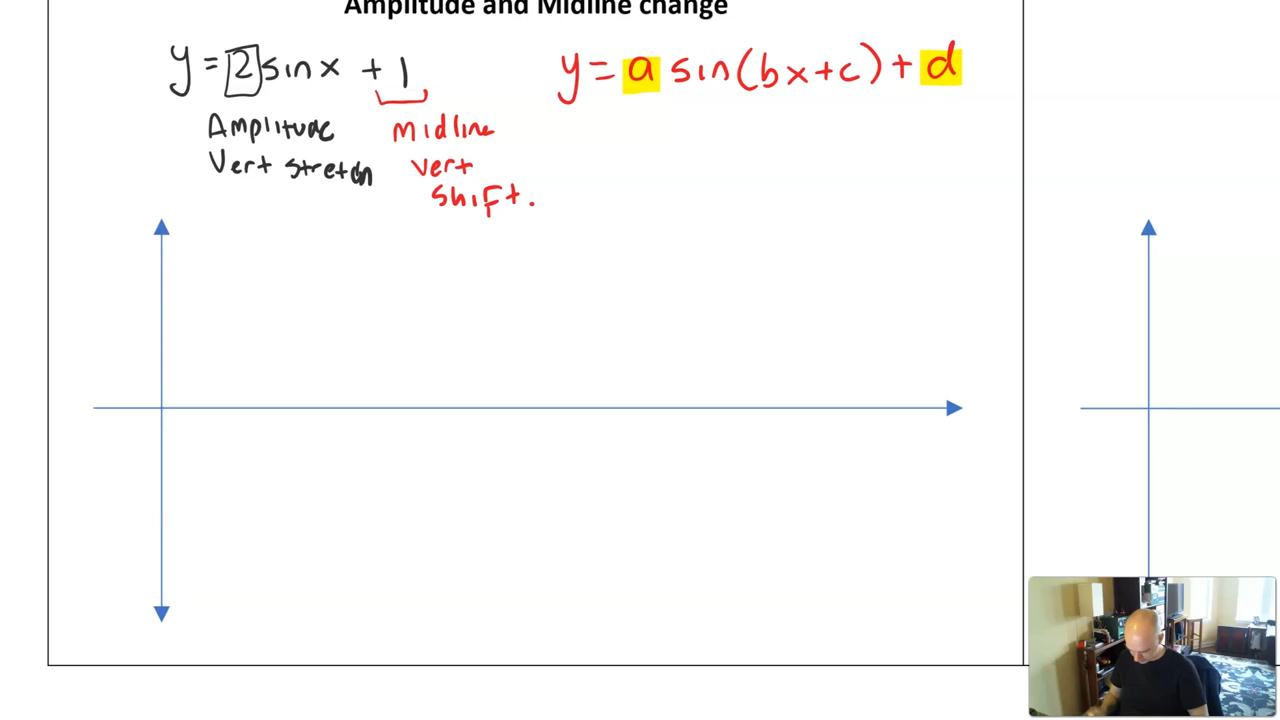 Amplitude and Midline change
y = 2 sin x + 1
y = a sin(bx+c) + d
Amplitude
Vert stretch
Midline
Vert
Shift.